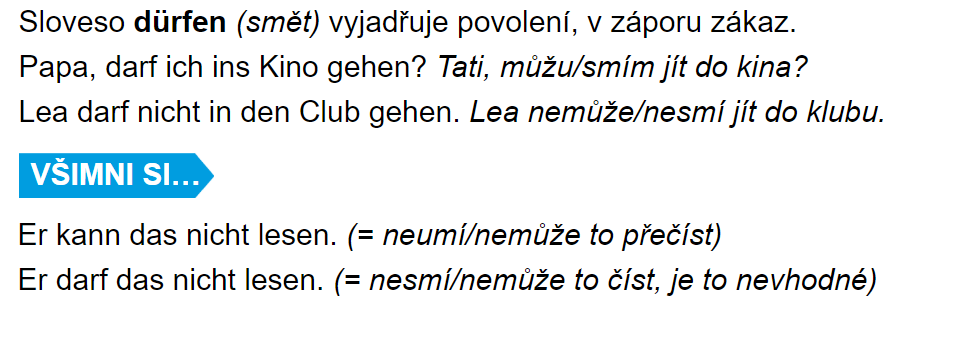 Sloveso dürfen (smět) vyjadřuje povolení, v záporu zákaz.
Papa, darf ich ins Kino gehen? Tati, můžu/smím jít do kina?
Lea darf nicht in den Club gehen. Lea nemůže/nesmí jít do klubu.
VŠIMNI SI...
Er kann das nicht lesen. (= neumí/nemůže to přečíst)
Er darf das nicht lesen. (= nesmí/nemůže to číst, je to nevhodné)